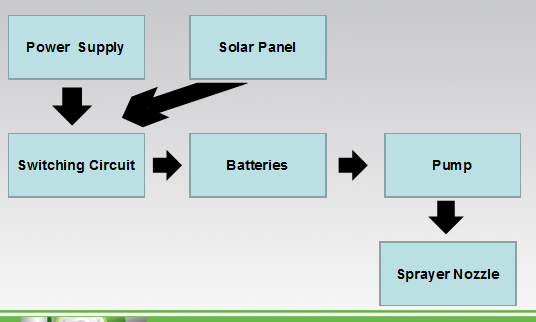 Power Supply
Solar Panel
Switching Circuit
Batteries
Pump
Sprayer Nozzle